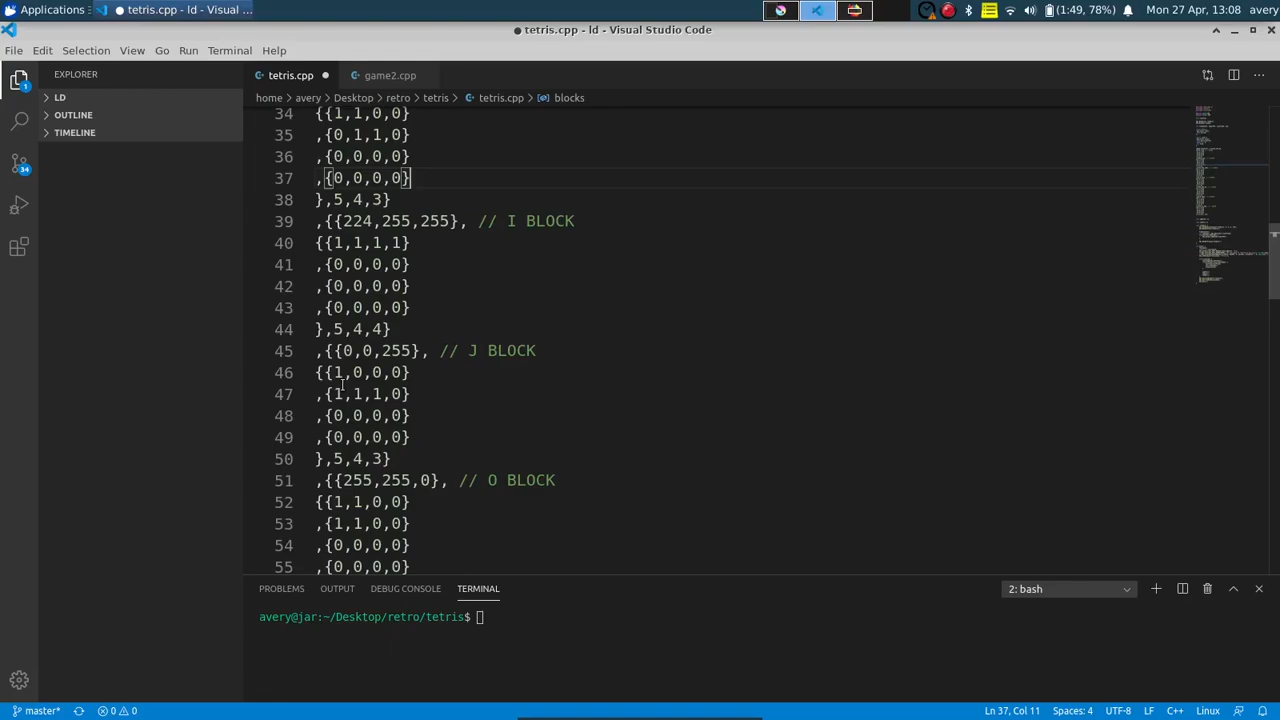 Applications
tetris.cpp - ld - Visual ...
(1:49, 78%)
Mon 27 Apr, 13:08
avery
tetris.cpp - ld - Visual Studio Code
File Edit Selection View Go Run Terminal Help
EXPLORER
LD
OUTLINE
TIMELINE
1
34
tetris.cpp
game2.cpp
home > avery > Desktop > retro > tetris > tetris.cpp > blocks
34 {{1,1,0,0}
35 ,{0,1,1,0}
36 ,{0,0,0,0}
37 ,{0,0,0,0}
38 },5,4,3}
39 ,{{224,255,255}, // I BLOCK
40 {{1,1,1,1}
41 ,{0,0,0,0}
42 ,{0,0,0,0}
43 ,{0,0,0,0}
44 },5,4,4}
45 ,{{0,0,255}, // J BLOCK
46 {{1,0,0,0}
47 ,{1,1,1,0}
48 ,{0,0,0,0}
49 ,{0,0,0,0}
50 },5,4,3}
51 ,{{255,255,0}, // O BLOCK
52 {{1,1,0,0}
53 ,{1,1,0,0}
54 ,{0,0,0,0}
55 ,{0,0,0,0}
PROBLEMS OUTPUT DEBUG CONSOLE TERMINAL
2: bash
avery@jar:~/Desktop/retro/tetris$
master*
0 0
Ln 37, Col 11
Spaces: 4
UTF-8
LF
C++
Linux